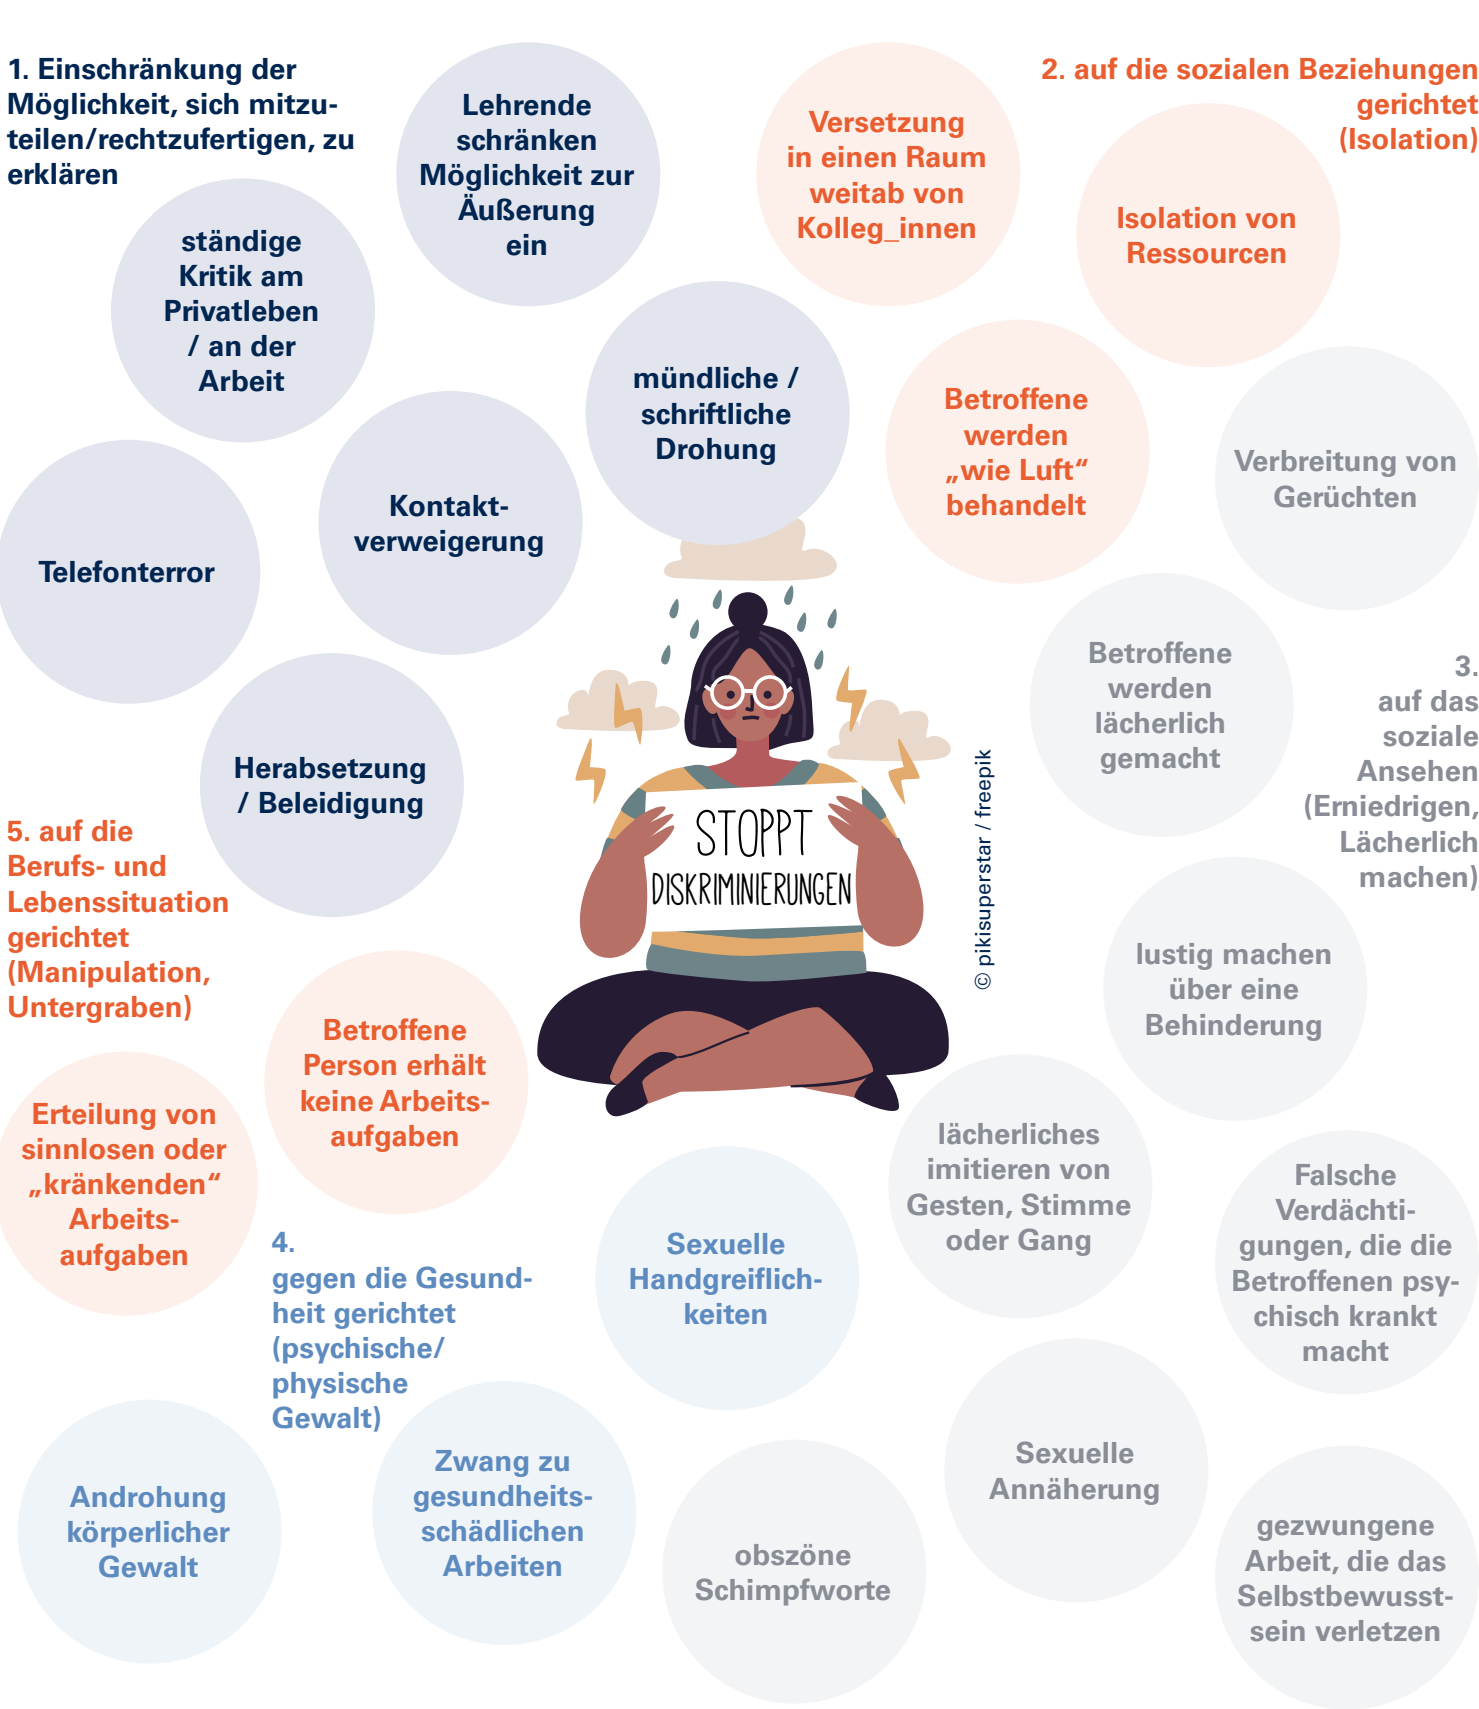 1. Einschränkung der
Möglichkeit, sich mitzu-
teilen/rechtzufertigen, zu
erklären
Lehrende
schränken
Möglichkeit zur
Äußerung
ein
ständige
Kritik am
Privatleben
/ an der
Arbeit
mündliche /
schriftliche
Drohung
Kontakt-
verweigerung
Telefonterror
Herabsetzung
/ Beleidigung
2. auf die sozialen Beziehungen
gerichtet
(Isolation)
Versetzung
in einen Raum
weitab von
Kolleg_innen
Isolation von
Ressourcen
Betroffene
werden
„wie Luft“
behandelt
3.
auf das
soziale
Ansehen
(Erniedrigen,
Lächerlich
machen)
Verbreitung von
Gerüchten
Betroffene
werden
lächerlich
gemacht
lustig machen
über eine
Behinderung
lächerliches
imitieren von
Gesten, Stimme
oder Gang
Falsche
Verdächti-
gungen, die die
Betroffenen psy-
chisch krankt
macht
Sexuelle
Annäherung
obszöne
Schimpfworte
gezwungene
Arbeit, die das
Selbstbewusst-
sein verletzen
4.
gegen die Gesund-
heit gerichtet
(psychische/
physische
Gewalt)
Sexuelle
Handgreiflich-
keiten
Zwang zu
gesundheits-
schädlichen
Arbeiten
Androhung
körperlicher
Gewalt
5. auf die
Berufs- und
Lebenssituation
gerichtet
(Manipulation,
Untergraben)
Betroffene
Person erhält
keine Arbeits-
aufgaben
Erteilung von
sinnlosen oder
„kränkenden“
Arbeits-
aufgaben
STOPPT
DISKRIMINIERUNGEN
© pikisuperstar / freepik